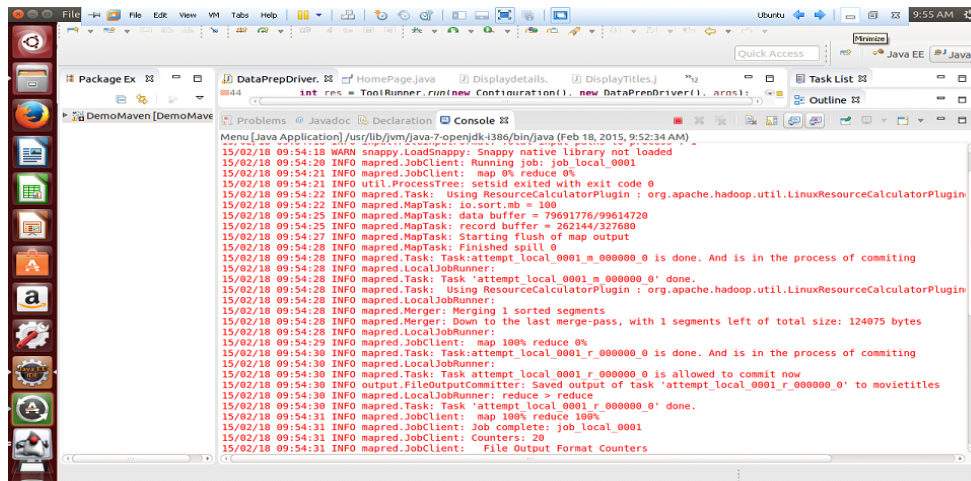 File File Edit View VM Tabs Help Ubuntu 9:55 AM
Minimize
Quick Access Java EE Java
Package Ex DataPrepDriver. HomePage.java Displaydetails. DisplayTitles.j »12 Task List
44 int res = ToolRunner.run(new Configuration(), new DataPrepDriver(), args);
Outline
DemoMaven [DemoMave
Problems @ Javadoc Declaration Console
Menu [Java Application] /usr/lib/jvm/java-7-openjdk-i386/bin/java (Feb 18, 2015, 9:52:34 AM)
15/02/18 09:54:18 WARN snappy.LoadSnappy: Snappy native library not loaded
15/02/18 09:54:20 INFO mapred.JobClient: Running job: job_local_0001
15/02/18 09:54:21 INFO mapred.JobClient: map 0% reduce 0%
15/02/18 09:54:21 INFO util.ProcessTree: setsid exited with exit code 0
15/02/18 09:54:22 INFO mapred.Task: Using ResourceCalculatorPlugin : org.apache.hadoop.util.LinuxResourceCalculatorPlugin
15/02/18 09:54:22 INFO mapred.MapTask: io.sort.mb = 100
15/02/18 09:54:25 INFO mapred.MapTask: data buffer = 79691776/99614720
15/02/18 09:54:25 INFO mapred.MapTask: record buffer = 262144/327680
15/02/18 09:54:27 INFO mapred.MapTask: Starting flush of map output
15/02/18 09:54:28 INFO mapred.MapTask: Finished spill 0
15/02/18 09:54:28 INFO mapred.Task: Task:attempt_local_0001_m_000000_0 is done. And is in the process of commiting
15/02/18 09:54:28 INFO mapred.LocalJobRunner:
15/02/18 09:54:28 INFO mapred.Task: Task 'attempt_local_0001_m_000000_0' done.
15/02/18 09:54:28 INFO mapred.Task: Using ResourceCalculatorPlugin : org.apache.hadoop.util.LinuxResourceCalculatorPlugin
15/02/18 09:54:28 INFO mapred.LocalJobRunner:
15/02/18 09:54:28 INFO mapred.Merger: Merging 1 sorted segments
15/02/18 09:54:28 INFO mapred.Merger: Down to the last merge-pass, with 1 segments left of total size: 124075 bytes
15/02/18 09:54:28 INFO mapred.LocalJobRunner:
15/02/18 09:54:29 INFO mapred.JobClient: map 100% reduce 0%
15/02/18 09:54:30 INFO mapred.Task: Task:attempt_local_0001_r_000000_0 is done. And is in the process of commiting
15/02/18 09:54:30 INFO mapred.LocalJobRunner:
15/02/18 09:54:30 INFO mapred.Task: Task attempt_local_0001_r_000000_0 is allowed to commit now
15/02/18 09:54:30 INFO output.FileOutputCommitter: Saved output of task 'attempt_local_0001_r_000000_0' to movietitles
15/02/18 09:54:30 INFO mapred.LocalJobRunner: reduce > reduce
15/02/18 09:54:30 INFO mapred.Task: Task 'attempt_local_0001_r_000000_0' done.
15/02/18 09:54:31 INFO mapred.JobClient: map 100% reduce 100%
15/02/18 09:54:31 INFO mapred.JobClient: Job complete: job_local_0001
15/02/18 09:54:31 INFO mapred.JobClient: Counters: 20
15/02/18 09:54:31 INFO mapred.JobClient: File Output Format Counters